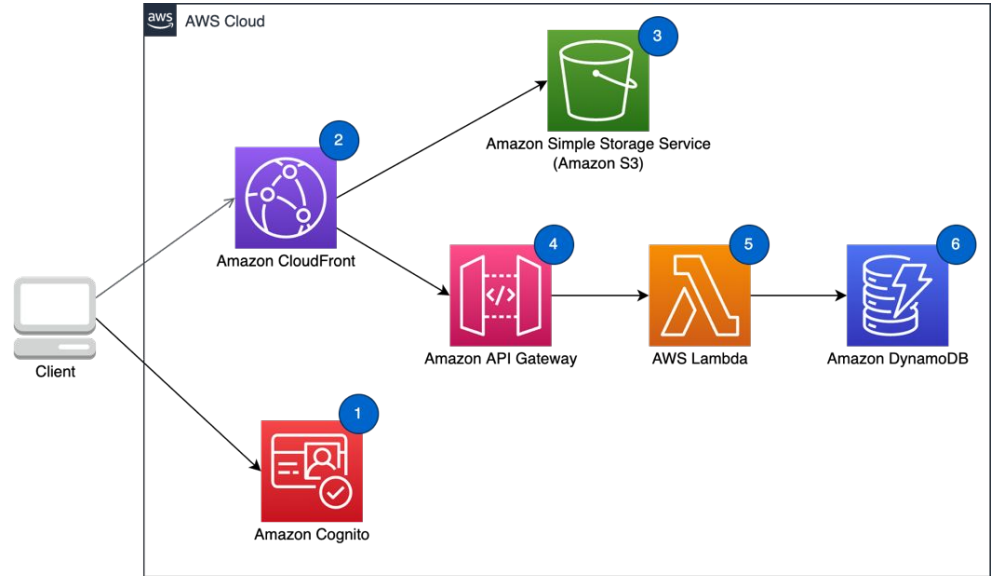 aws
AWS Cloud
3
Amazon Simple Storage Service
(Amazon S3)
2
Amazon CloudFront
4
</>
Amazon API Gateway
5
AWS Lambda
6
Amazon DynamoDB
Client
1
Amazon Cognito